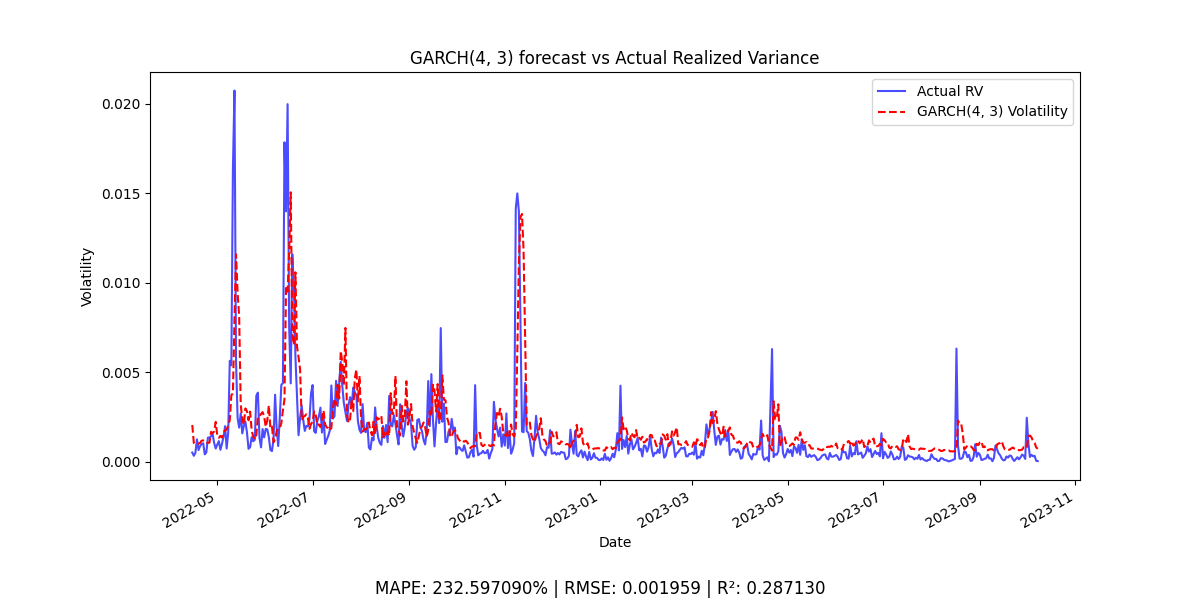 GARCH(4, 3) forecast vs Actual Realized Variance
Actual RV
GARCH(4, 3) Volatility
0.020
0.015
0.010
0.005
0.000
Volatility
2022-05
2022-07
2022-09
2022-11
2023-01
2023-03
2023-05
2023-07
2023-09
2023-11
Date
MAPE: 232.597090% | RMSE: 0.001959 | R²: 0.287130